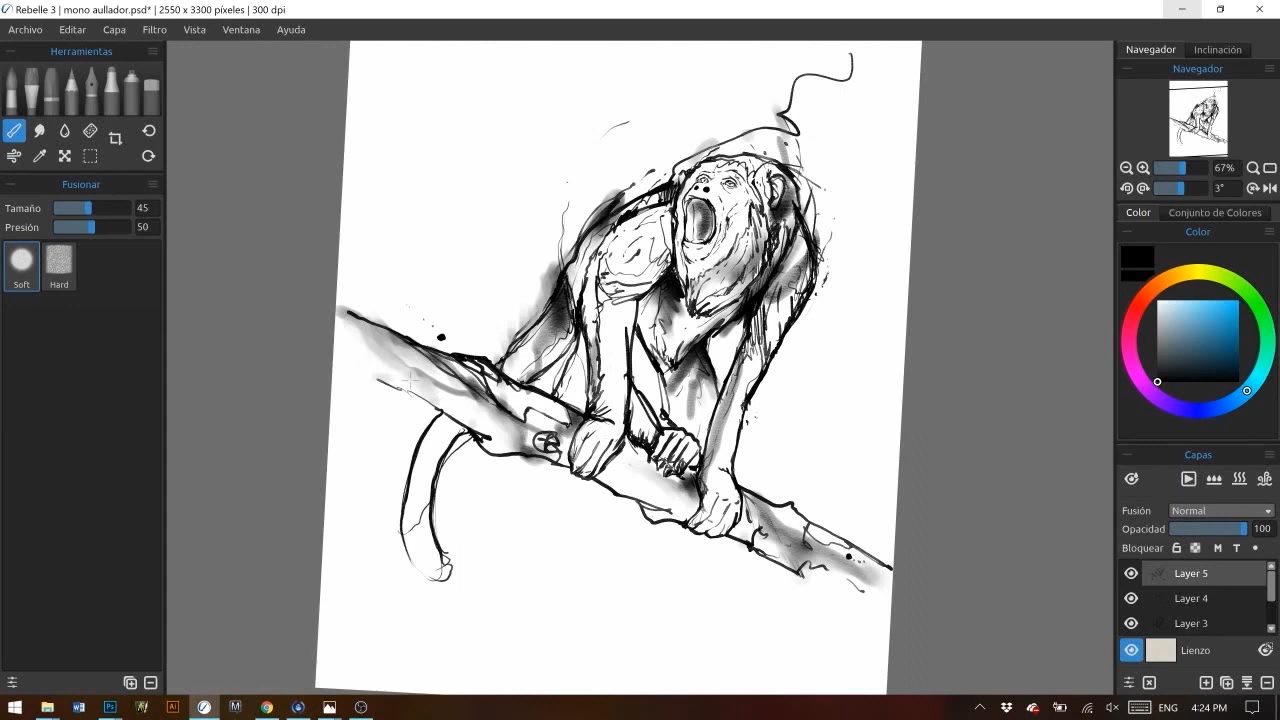 Rebelle 3 | mono aullador.psd* | 2550 x 3300 píxeles | 300 dpi
Archivo Editar Capa Filtro Vista Ventana Ayuda
Herramientas
Fusionar
Tamaño 45
Presión 50
Soft Hard
Navegador Inclinación
Navegador
67%
3°
Color Conjunto de Colores
Color
Capas
Fusión Normal
Opacidad 100
Bloquear M T
Layer 5
Layer 4
Layer 3
Lienzo
W Ps Ai M ENG 4:24 PM